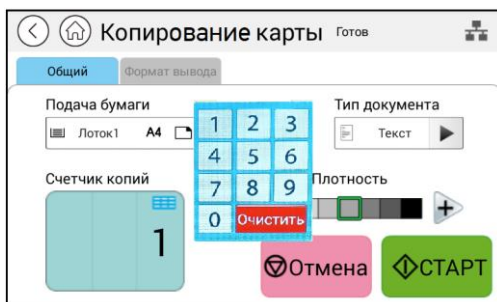 Копирование карты Готов
Общий Формат вывода
Подача бумаги Тип документа
Лоток1 A4 Текст
1 2 3
4 5 6
7 8 9
0 Очистить
Счетчик копий Плотность
1
Отмена СТАРТ